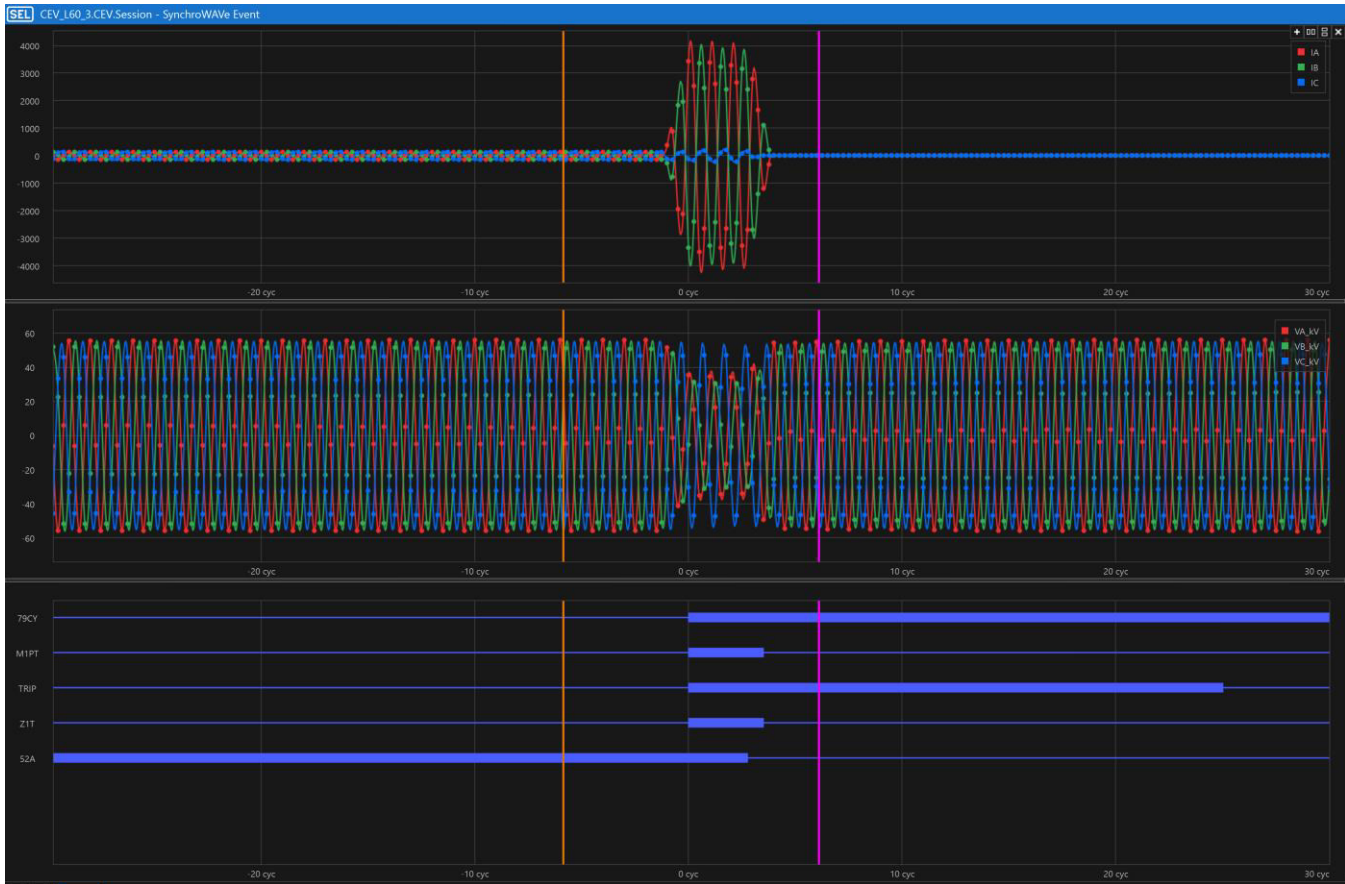 SEL CEV_L60_3.CEV.Session - SynchroWAVe Event
4000
3000
2000
1000
0
-1000
-2000
-3000
-4000
IA
IB
IC
-20 cyc -10 cyc 0 cyc 10 cyc 20 cyc 30 cyc
60
40
20
0
-20
-40
-60
VA_kV
VB_kV
VC_kV
-20 cyc -10 cyc 0 cyc 10 cyc 20 cyc 30 cyc
79CY
M1PT
TRIP
Z1T
52A
-20 cyc -10 cyc 0 cyc 10 cyc 20 cyc 30 cyc